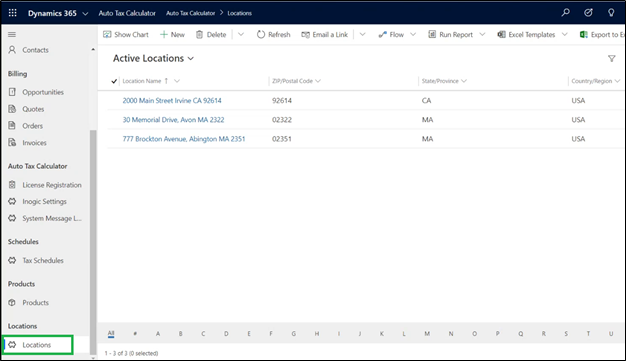 Dynamics 365 Auto Tax Calculator Auto Tax Calculator > Locations
Show Chart + New Delete Refresh Email a Link Flow Run Report Excel Templates Export to Ex
Contacts
Active Locations
Billing
Location Name ↑ ZIP/Postal Code State/Province Country/Region
Opportunities
2000 Main Street Irvine CA 92614 92614 CA USA
Quotes
30 Memorial Drive, Avon MA 2322 02322 MA USA
Orders
777 Brockton Avenue, Abington MA 2351 02351 MA USA
Invoices
Auto Tax Calculator
License Registration
Inogic Settings
System Message L...
Schedules
Tax Schedules
Products
Products
Locations
All # A B C D E F G H I J K L M N O P Q R S T U
Locations
1 - 3 of 3 (0 selected)